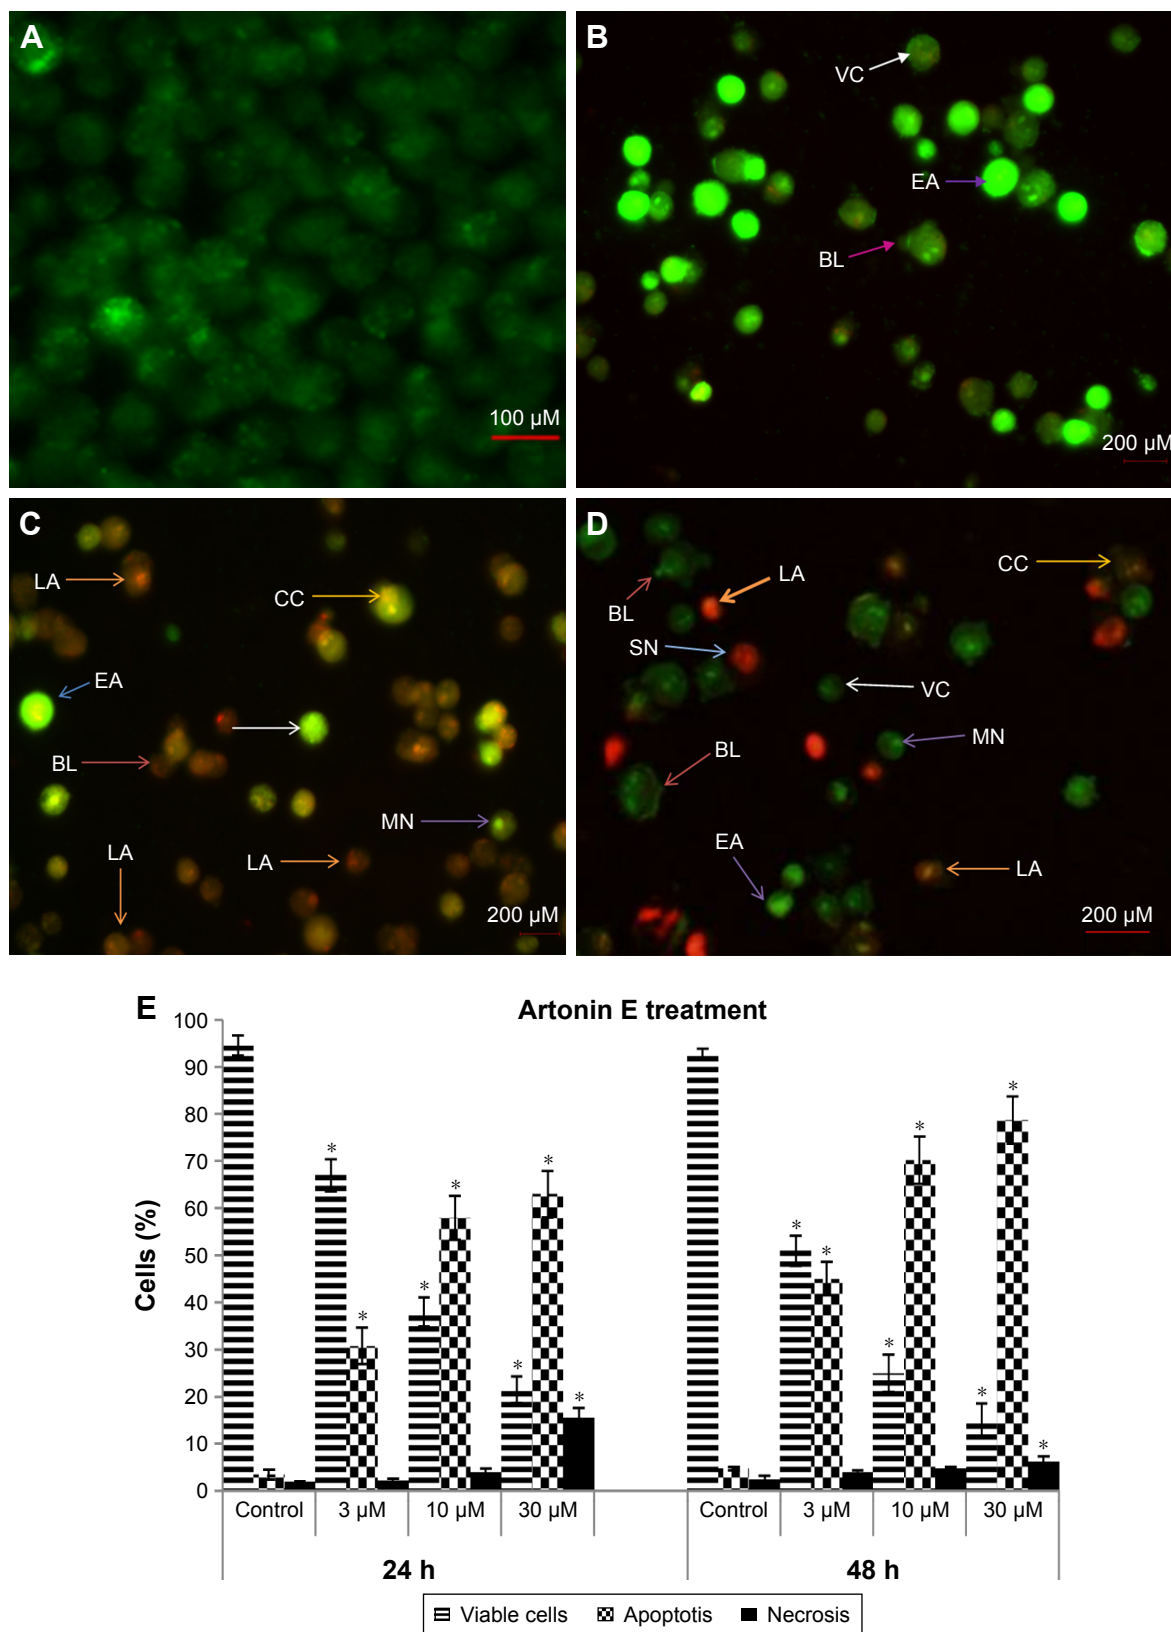 A
100 µM
B
VC
EA
BL
200 µM
C
LA
CC
EA
BL
MN
LA
LA
200 µM
D
BL
LA
CC
SN
VC
MN
BL
EA
LA
200 µM
E
Artonin E treatment
Cells (%)
100
90
80
70
60
50
40
30
20
10
0
* * * * * * *
* * * * * * *
Control 3 µM 10 µM 30 µM Control 3 µM 10 µM 30 µM
24 h 48 h
Viable cells Apoptotis Necrosis